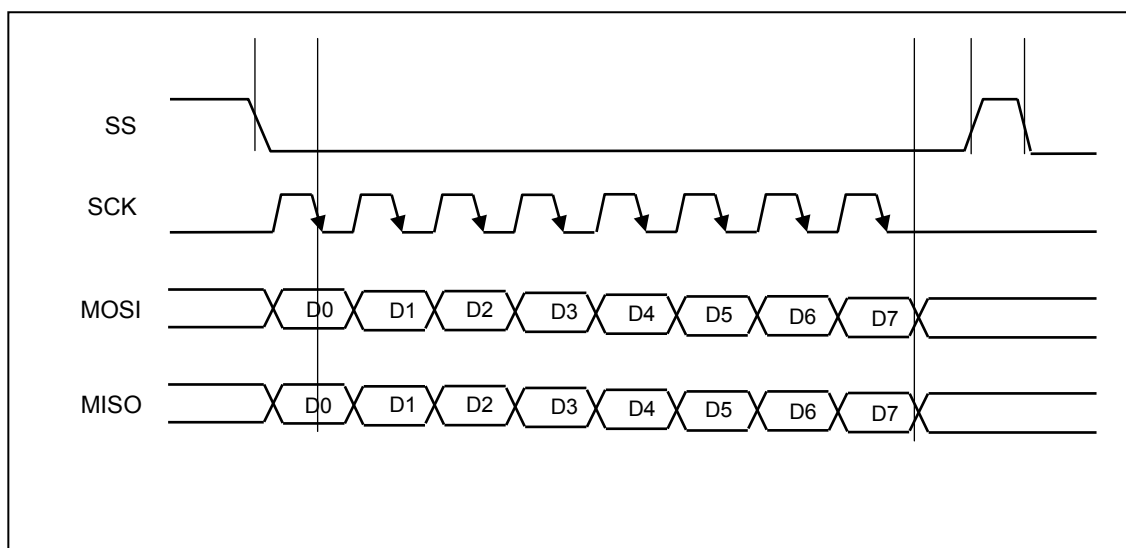 SS
SCK
MOSI D0 D1 D2 D3 D4 D5 D6 D7
MISO D0 D1 D2 D3 D4 D5 D6 D7